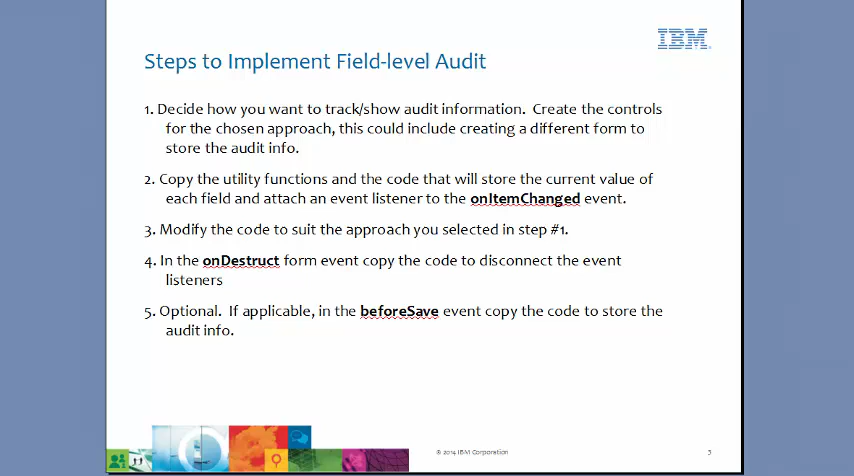 IBM
Steps to Implement Field-level Audit
1. Decide how you want to track/show audit information.  Create the controls
for the chosen approach, this could include creating a different form to
store the audit info.
2. Copy the utility functions and the code that will store the current value of
each field and attach an event listener to the onItemChanged event.
3. Modify the code to suit the approach you selected in step #1.
4. In the onDestruct form event copy the code to disconnect the event
listeners
5. Optional.  If applicable, in the beforeSave event copy the code to store the
audit info.
© 2014 IBM Corporation